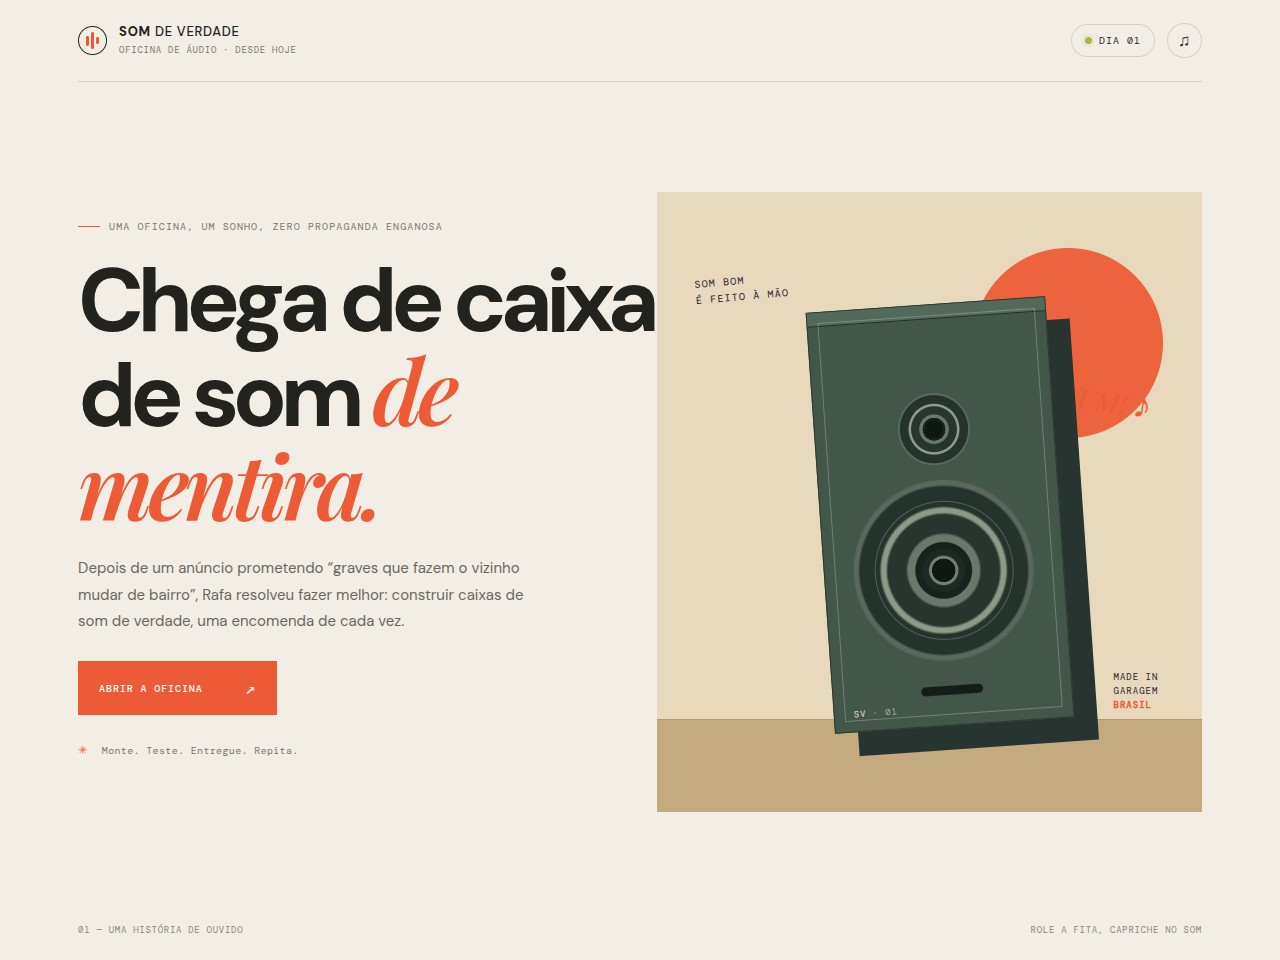 SOM DE VERDADE
OFICINA DE ÁUDIO · DESDE HOJE
DIA 01
♫
UMA OFICINA, UM SONHO, ZERO PROPAGANDA ENGANOSA
Chega de caixa
de som de
mentira.
Depois de um anúncio prometendo “graves que fazem o vizinho
mudar de bairro”, Rafa resolveu fazer melhor: construir caixas de
som de verdade, uma encomenda de cada vez.
ABRIR A OFICINA ↗
✳ Monte. Teste. Entregue. Repita.
SOM BOM
É FEITO À MÃO
SV · 01
MADE IN
GARAGEM
BRASIL
01 — UMA HISTÓRIA DE OUVIDO
ROLE A FITA, CAPRICHE NO SOM